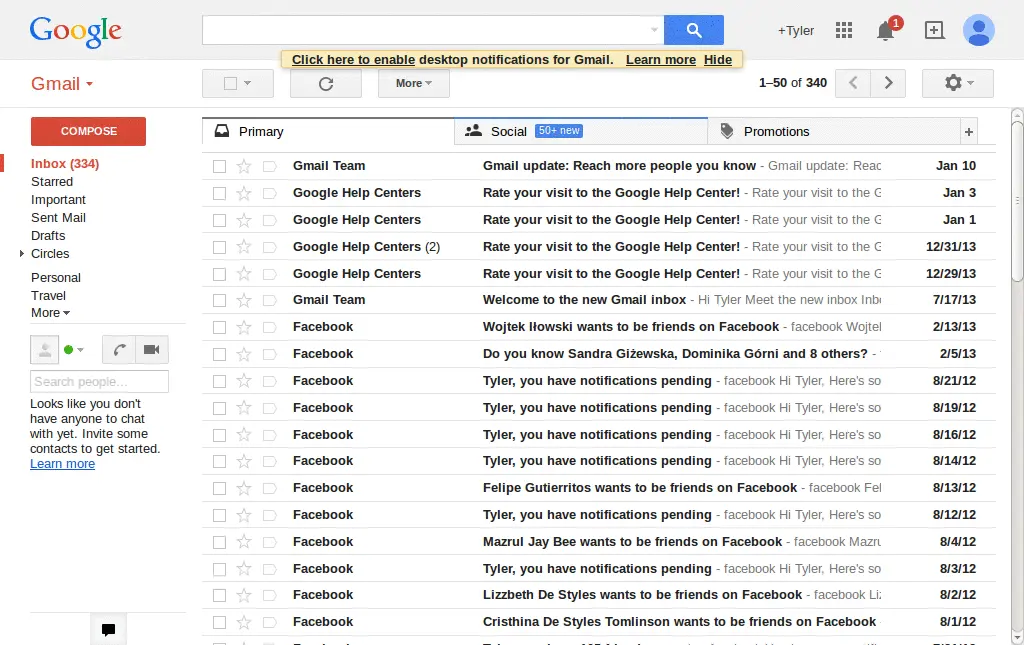 Google
+Tyler
1
Click here to enable desktop notifications for Gmail. Learn more Hide
Gmail
More
1–50 of 340
COMPOSE
Inbox (334)
Starred
Important
Sent Mail
Drafts
Circles
Personal
Travel
More
Search people...
Looks like you don't
have anyone to chat
with yet. Invite some
contacts to get started.
Learn more
Primary
Social 50+ new
Promotions
+
Gmail Team Gmail update: Reach more people you know - Gmail update: Reac Jan 10
Google Help Centers Rate your visit to the Google Help Center! - Rate your visit to the G Jan 3
Google Help Centers Rate your visit to the Google Help Center! - Rate your visit to the G Jan 1
Google Help Centers (2) Rate your visit to the Google Help Center! - Rate your visit to the G 12/31/13
Google Help Centers Rate your visit to the Google Help Center! - Rate your visit to the G 12/29/13
Gmail Team Welcome to the new Gmail inbox - Hi Tyler Meet the new inbox Inb 7/17/13
Facebook Wojtek Iłowski wants to be friends on Facebook - facebook Wojtek 2/13/13
Facebook Do you know Sandra Giżewska, Dominika Górni and 8 others? - 2/5/13
Facebook Tyler, you have notifications pending - facebook Hi Tyler, Here's so 8/21/12
Facebook Tyler, you have notifications pending - facebook Hi Tyler, Here's so 8/19/12
Facebook Tyler, you have notifications pending - facebook Hi Tyler, Here's so 8/16/12
Facebook Tyler, you have notifications pending - facebook Hi Tyler, Here's so 8/14/12
Facebook Felipe Gutierritos wants to be friends on Facebook - facebook Fel 8/13/12
Facebook Tyler, you have notifications pending - facebook Hi Tyler, Here's so 8/12/12
Facebook Mazrul Jay Bee wants to be friends on Facebook - facebook Mazru 8/4/12
Facebook Tyler, you have notifications pending - facebook Hi Tyler, Here's so 8/3/12
Facebook Lizzbeth De Styles wants to be friends on Facebook - facebook Liz 8/2/12
Facebook Cristhina De Styles Tomlinson wants to be friends on Facebook 8/1/12